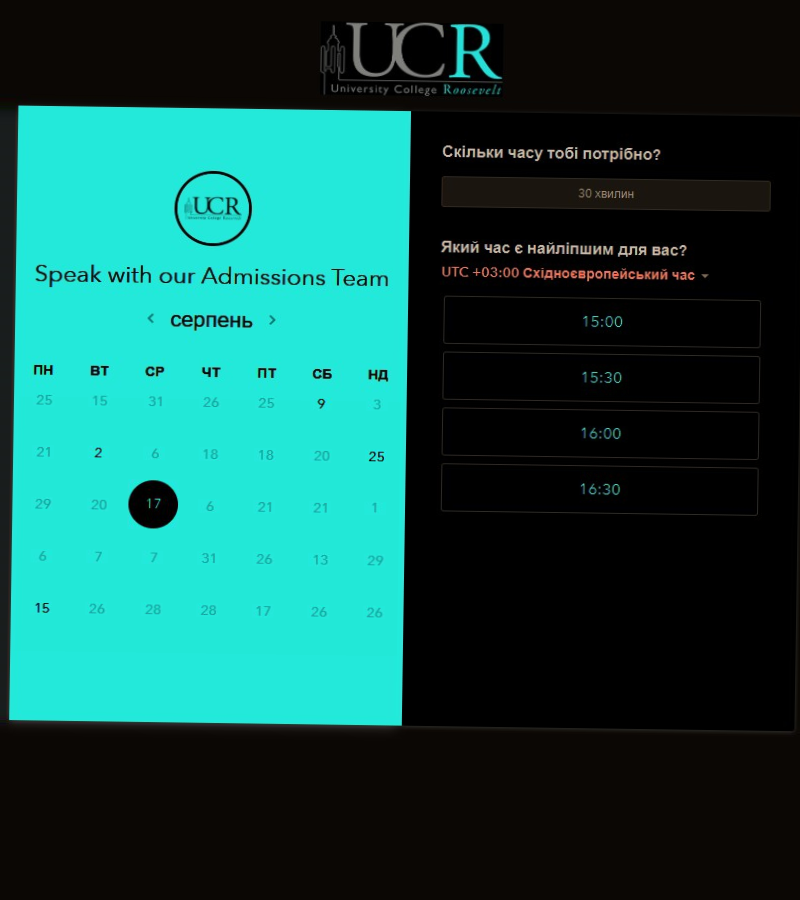 UCR
University College Roosevelt
UCR
Speak with our Admissions Team
серпень
ПН ВТ СР ЧТ ПТ СБ НД
25 15 31 26 25 9 3
21 2 6 18 18 20 25
29 20 17 6 21 21 1
6 7 7 31 26 13 29
15 26 28 28 17 26 26
Скільки часу тобі потрібно?
30 хвилин
Який час є найліпшим для вас?
UTC +03:00 Східноєвропейський час
15:00
15:30
16:00
16:30